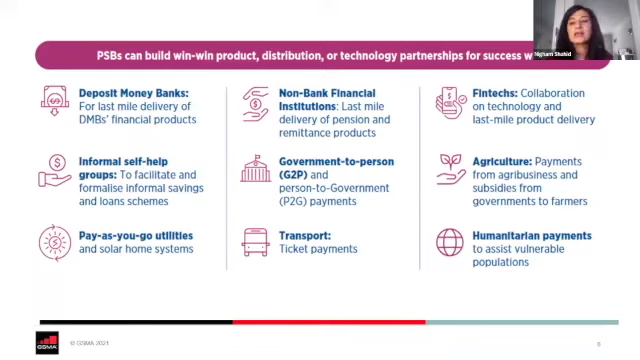 PSBs can build win-win product, distribution, or technology partnerships for success w
Nigham Shahid
Deposit Money Banks:
For last mile delivery of
DMBs' financial products
Non-Bank Financial
Institutions: Last mile
delivery of pension and
remittance products
Fintechs: Collaboration
on technology and
last-mile product delivery
Informal self-help
groups: To facilitate and
formalise informal savings
and loans schemes
Government-to-person
(G2P) and
person-to-Government
(P2G) payments
Agriculture: Payments
from agribusiness and
subsidies from
governments to farmers
Pay-as-you-go utilities
and solar home systems
Transport:
Ticket payments
Humanitarian payments
to assist vulnerable
populations
GSMA
© GSMA 2021